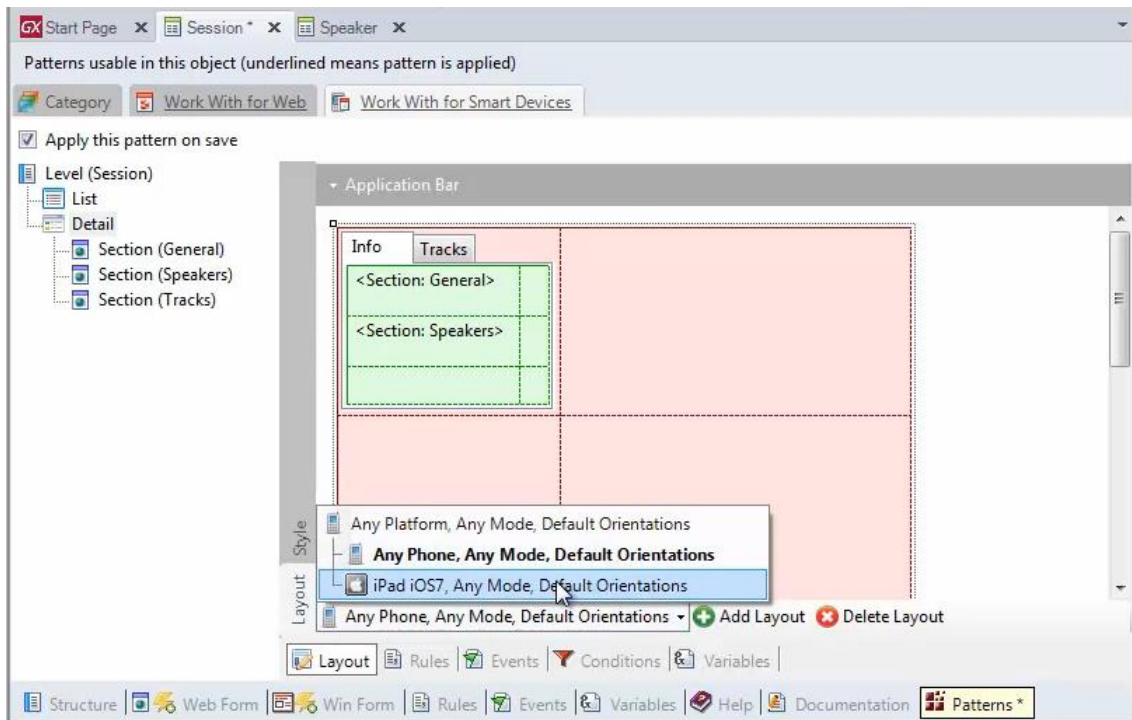 GX Start Page x Session * x Speaker x
Patterns usable in this object (underlined means pattern is applied)
Category Work With for Web Work With for Smart Devices
Apply this pattern on save
Level (Session)
List
Detail
Section (General)
Section (Speakers)
Section (Tracks)
Application Bar
Info Tracks
<Section: General>
<Section: Speakers>
Style
Layout
Any Platform, Any Mode, Default Orientations
Any Phone, Any Mode, Default Orientations
iPad iOS7, Any Mode, Default Orientations
Any Phone, Any Mode, Default Orientations Add Layout Delete Layout
Layout Rules Events Conditions Variables
Structure Web Form Win Form Rules Events Variables Help Documentation Patterns *